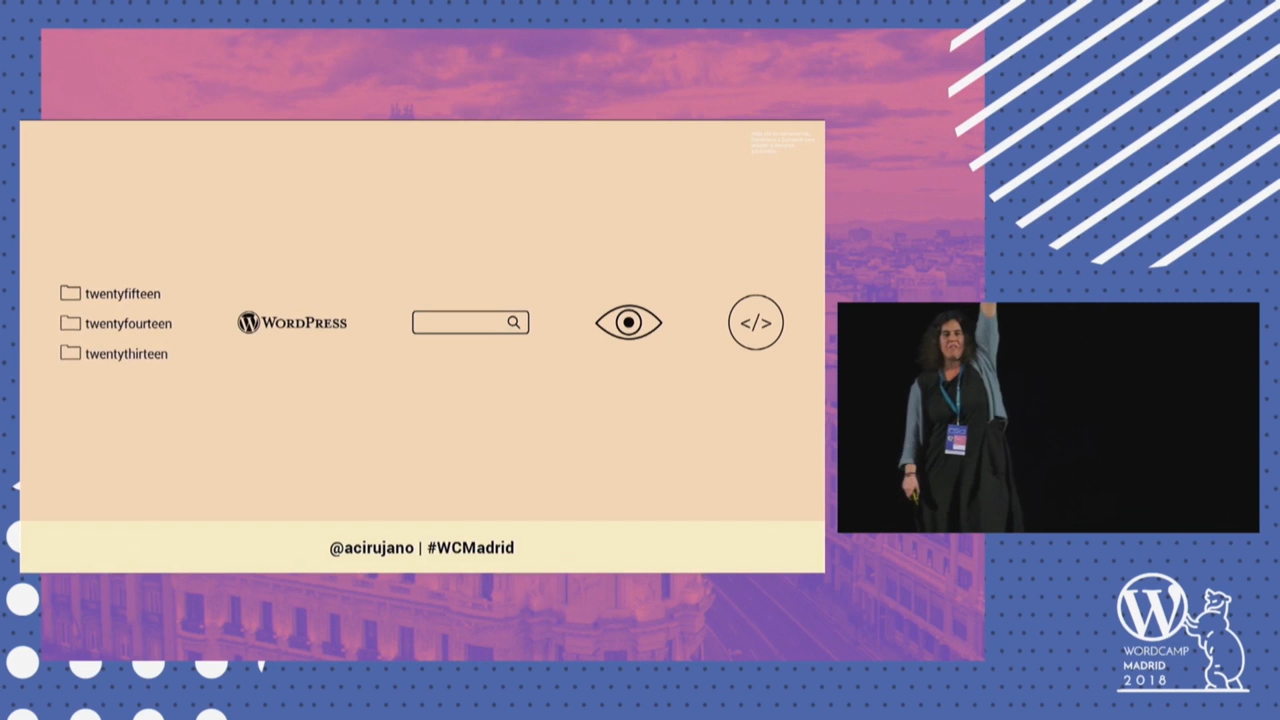 twentyfifteen
twentyfourteen
twentythirteen
WORDPRESS
</>
@acirujano | #WCMadrid
WORDCAMP
MADRID
2018